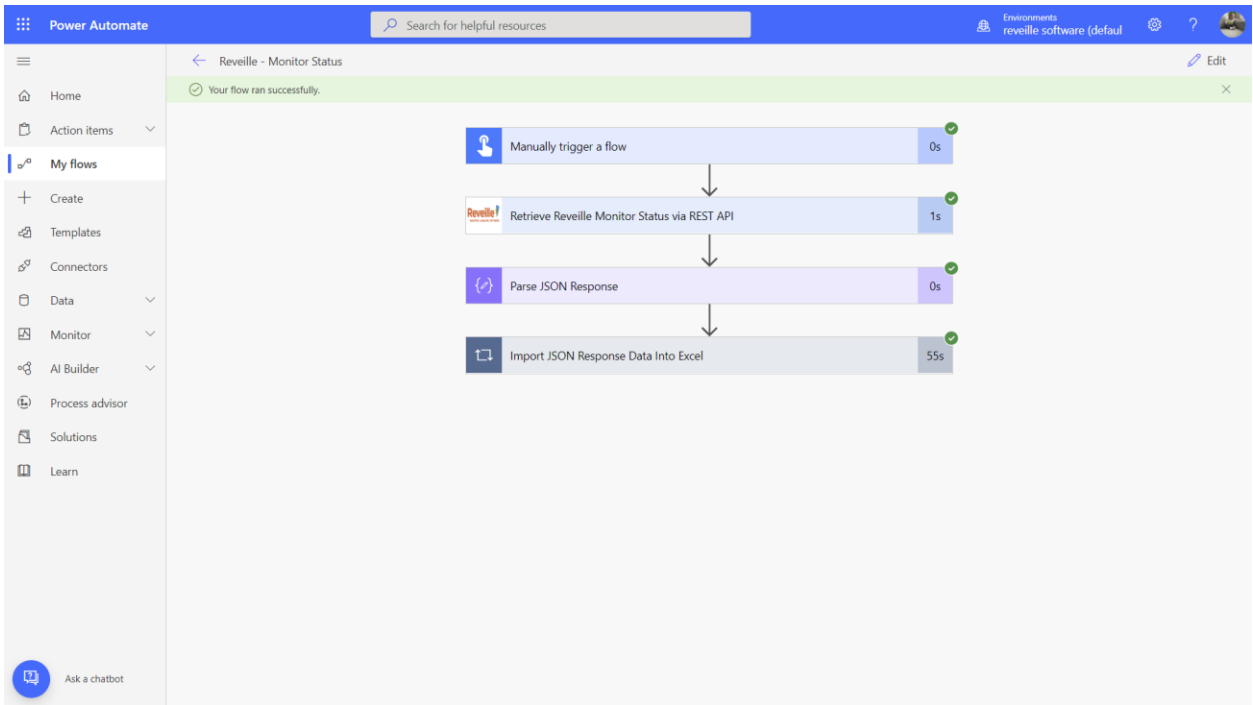 Power Automate
Search for helpful resources
Environments
reveille software (defaul
?
Reveille - Monitor Status
Edit
Your flow ran successfully.
Home
Action items
My flows
Create
Templates
Connectors
Data
Monitor
AI Builder
Process advisor
Solutions
Learn
Ask a chatbot
Manually trigger a flow
0s
Reveille
Retrieve Reveille Monitor Status via REST API
1s
Parse JSON Response
0s
Import JSON Response Data Into Excel
55s